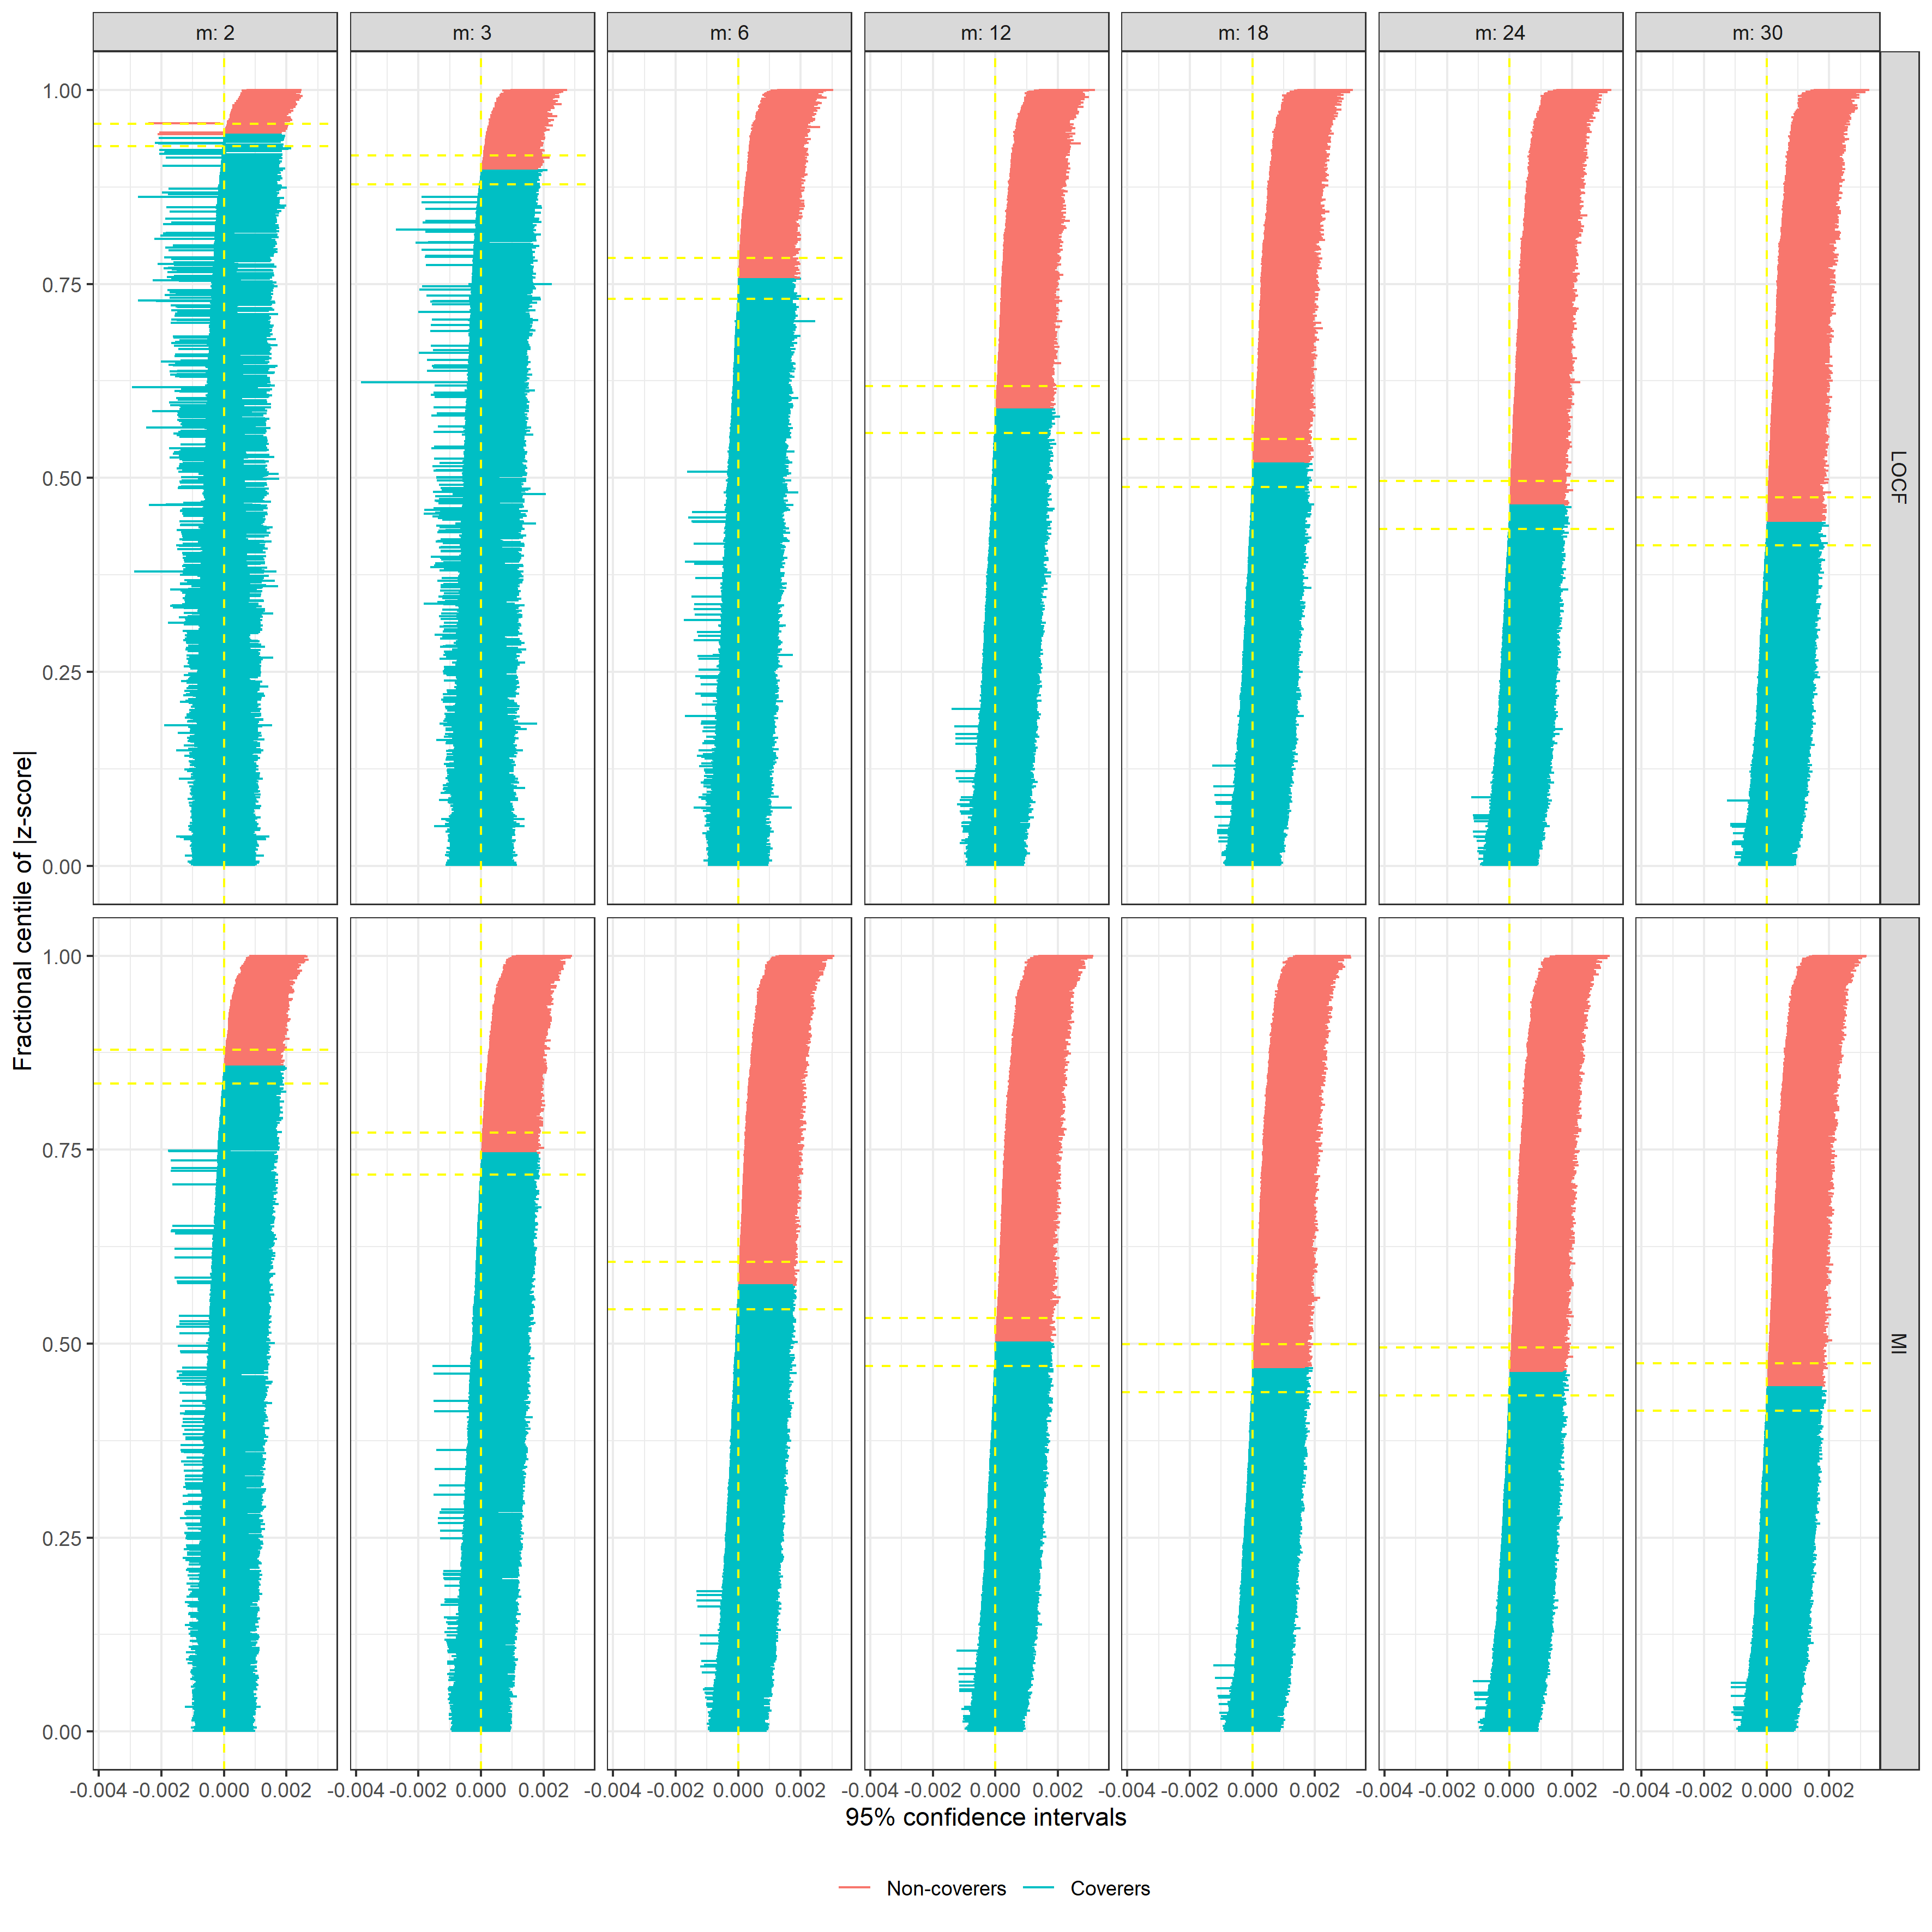 m: 2 m: 3 m: 6 m: 12 m: 18 m: 24 m: 30
1.00
0.75
0.50
0.25
0.00
LOCF
Fractional centile of |z-score|
1.00
0.75
0.50
0.25
0.00
MI
-0.004 -0.002 0.000 0.002 -0.004 -0.002 0.000 0.002 -0.004 -0.002 0.000 0.002 -0.004 -0.002 0.000 0.002 -0.004 -0.002 0.000 0.002 -0.004 -0.002 0.000 0.002 -0.004 -0.002 0.000 0.002
95% confidence intervals
Non-coverers Coverers